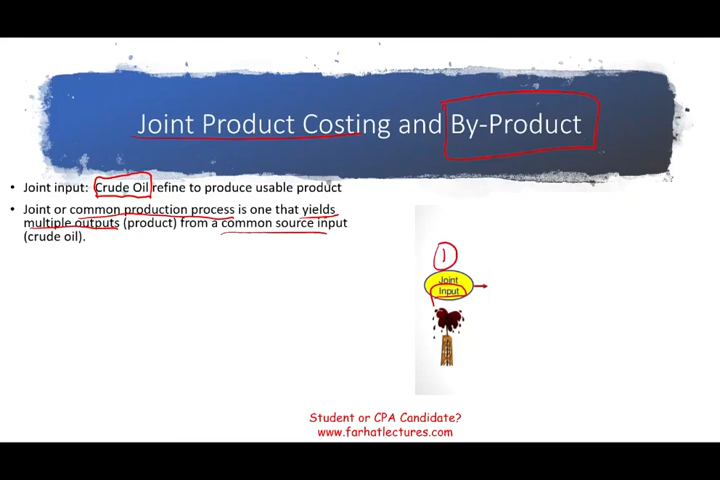 Joint Product Costing and By-Product
• Joint input: Crude Oil refine to produce usable product
• Joint or common production process is one that yields
multiple outputs (product) from a common source input
(crude oil).
1
Joint
Input
Student or CPA Candidate?
www.farhatlectures.com